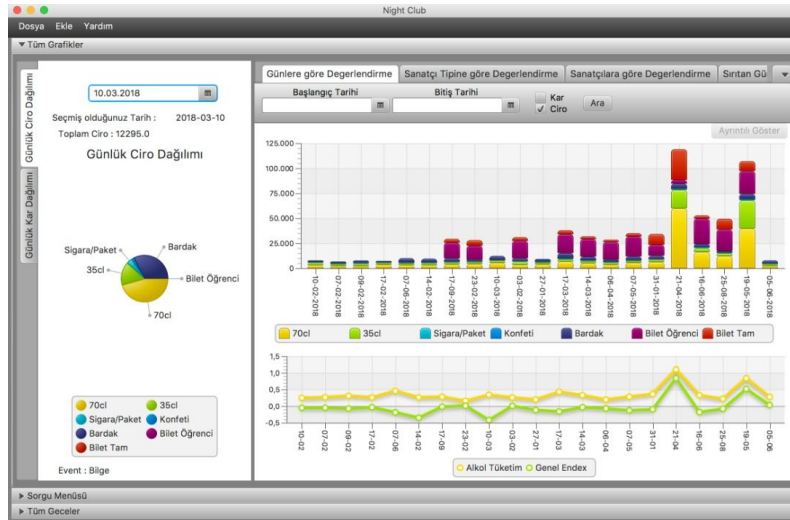 Night Club
Dosya Ekle Yardım
Tüm Grafikler
Günlük Ciro Dağılımı
Günlük Kar Dağılımı
10.03.2018
Seçmiş olduğunuz Tarih : 2018-03-10
Toplam Ciro : 12295.0
Günlük Ciro Dağılımı
Sigara/Paket
Bardak
35cl
Bilet Öğrenci
70cl
70cl 35cl
Sigara/Paket Konfeti
Bardak Bilet Öğrenci
Bilet Tam
Event : Bilge
Günlere göre Degerlendirme Sanatçı Tipine göre Degerlendirme Sanatçılara göre Degerlendirme Sırıtan Gü
Başlangıç Tarihi Bitiş Tarihi
Kar
Ciro
Ara
Ayrıntılı Göster
125.000
100.000
75.000
50.000
25.000
0
10-02-2018 07-02-2018 09-02-2018 17-02-2018 07-06-2018 14-02-2018 17-09-2018 23-02-2018 10-03-2018 03-02-2018 27-01-2018 17-03-2018 14-03-2018 06-04-2018 07-05-2018 31-01-2018 21-04-2018 16-06-2018 25-08-2018 19-05-2018 05-06-2018
70cl 35cl Sigara/Paket Konfeti Bardak Bilet Öğrenci Bilet Tam
1,5
1,0
0,5
0,0
-0,5
10-02 07-02 09-02 17-02 07-06 14-02 17-09 23-02 10-03 03-02 27-01 17-03 14-03 06-04 07-05 31-01 21-04 16-06 25-08 19-05 05-06
Alkol Tüketim Genel Endex
Sorgu Menüsü
Tüm Geceler